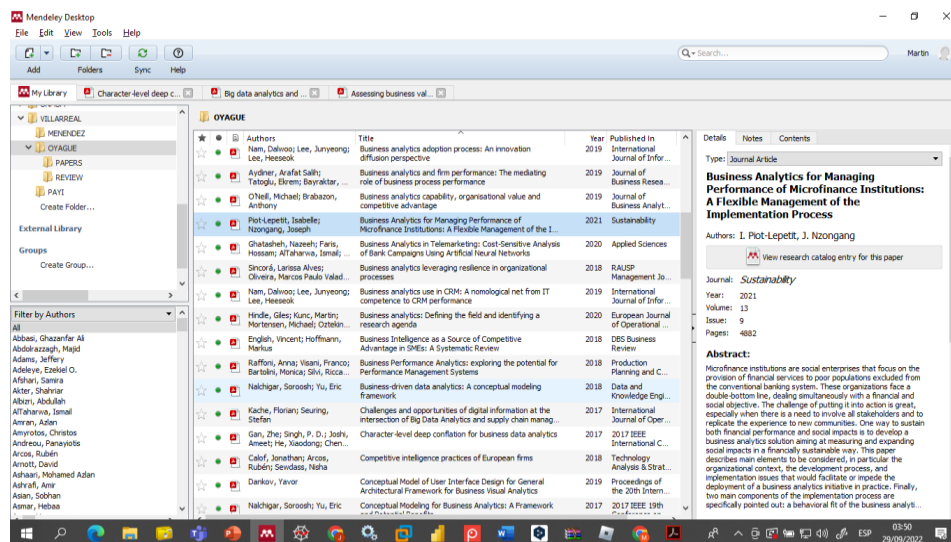 Mendeley Desktop
File Edit View Tools Help
Search...
Martin
Add Folders Sync Help
My Library
Character-level deep c...
Big data analytics and ...
Assessing business val...
VILLARREAL
MENENDEZ
OYAGUE
PAPERS
REVIEW
PAYI
Create Folder...
External Library
Groups
Create Group...
Filter by Authors
All
Abbasi, Ghazanfar Ali
Abdolrazzagh, Majid
Adams, Jeffery
Adeleye, Ezekiel O.
Afshari, Samira
Akter, Shahriar
Albizri, Abdullah
AlTaharwa, Ismail
Amran, Azlan
Amyrotos, Christos
Andreou, Panayiotis
Arcos, Rubén
Arnott, David
Ashaari, Mohamed Azlan
Ashrafi, Amir
Asian, Sobhan
Asmar, Hebaa
OYAGUE
Authors Title Year Published In
Nam, Dalwoo; Lee, Junyeong; Business analytics adoption process: An innovation 2019 International
Lee, Heeseok diffusion perspective Journal of Infor...
Aydiner, Arafat Salih; Business analytics and firm performance: The mediating 2019 Journal of
Tatoglu, Ekrem; Bayraktar, ... role of business process performance Business Resea...
O'Neill, Michael; Brabazon, Business analytics capability, organisational value and 2019 Journal of
Anthony competitive advantage Business Analyt...
Piot-Lepetit, Isabelle; Business Analytics for Managing Performance of 2021 Sustainability
Nzongang, Joseph Microfinance Institutions: A Flexible Management of the I...
Ghatasheh, Nazeeh; Faris, Business Analytics in Telemarketing: Cost-Sensitive Analysis 2020 Applied Sciences
Hossam; AlTaharwa, Ismail; ... of Bank Campaigns Using Artificial Neural Networks
Sincorá, Larissa Alves; Business analytics leveraging resilience in organizational 2018 RAUSP
Oliveira, Marcos Paulo Valad... processes Management Jo...
Nam, Dalwoo; Lee, Junyeong; Business analytics use in CRM: A nomological net from IT 2019 International
Lee, Heeseok competence to CRM performance Journal of Infor...
Hindle, Giles; Kunc, Martin; Business analytics: Defining the field and identifying a 2020 European Journal
Mortensen, Michael; Oztekin... research agenda of Operational ...
English, Vincent; Hoffmann, Business Intelligence as a Source of Competitive 2018 DBS Business
Markus Advantage in SMEs: A Systematic Review Review
Raffoni, Anna; Visani, Franco; Business Performance Analytics: exploring the potential for 2018 Production
Bartolini, Monica; Silvi, Ricca... Performance Management Systems Planning and C...
Nalchigar, Soroosh; Yu, Eric Business-driven data analytics: A conceptual modeling 2018 Data and
framework Knowledge Engi...
Kache, Florian; Seuring, Challenges and opportunities of digital information at the 2017 International
Stefan intersection of Big Data Analytics and supply chain manag... Journal of Oper...
Gan, Zhe; Singh, P. D.; Joshi, Character-level deep conflation for business data analytics 2017 2017 IEEE
Ameet; He, Xiaodong; Chen... International C...
Calof, Jonathan; Arcos, Competitive intelligence practices of European firms 2018 Technology
Rubén; Sewdass, Nisha Analysis & Strat...
Dankov, Yavor Conceptual Model of User Interface Design for General 2019 Proceedings of
Architectural Framework for Business Visual Analytics the 20th Intern...
Nalchigar, Soroosh; Yu, Eric Conceptual Modeling for Business Analytics: A Framework 2017 2017 IEEE 19th
Details Notes Contents
Type: Journal Article
Business Analytics for Managing
Performance of Microfinance Institutions:
A Flexible Management of the
Implementation Process
Authors: I. Piot-Lepetit, J. Nzongang
View research catalog entry for this paper
Journal: Sustainability
Year: 2021
Volume: 13
Issue: 9
Pages: 4882
Abstract:
Microfinance institutions are social enterprises that focus on the
provision of financial services to poor populations excluded from
the conventional banking system. These organizations face a
double-bottom line, dealing simultaneously with a financial and
social objective. The challenge of putting it into action is great,
especially when there is a need to involve all stakeholders and to
replicate the experience to new communities. One way to sustain
both financial performance and social impacts is to develop a
business analytics solution aiming at measuring and expanding
social impacts in a financially sustainable way. This paper
describes main elements to be considered, in particular the
organizational context, the development process, and
implementation issues that would facilitate or impede the
deployment of a business analytics initiative in practice. Finally,
two main components of the implementation process are
specifically pointed out: a behavioral fit of the business analyti...
ESP
03:50
29/09/2022